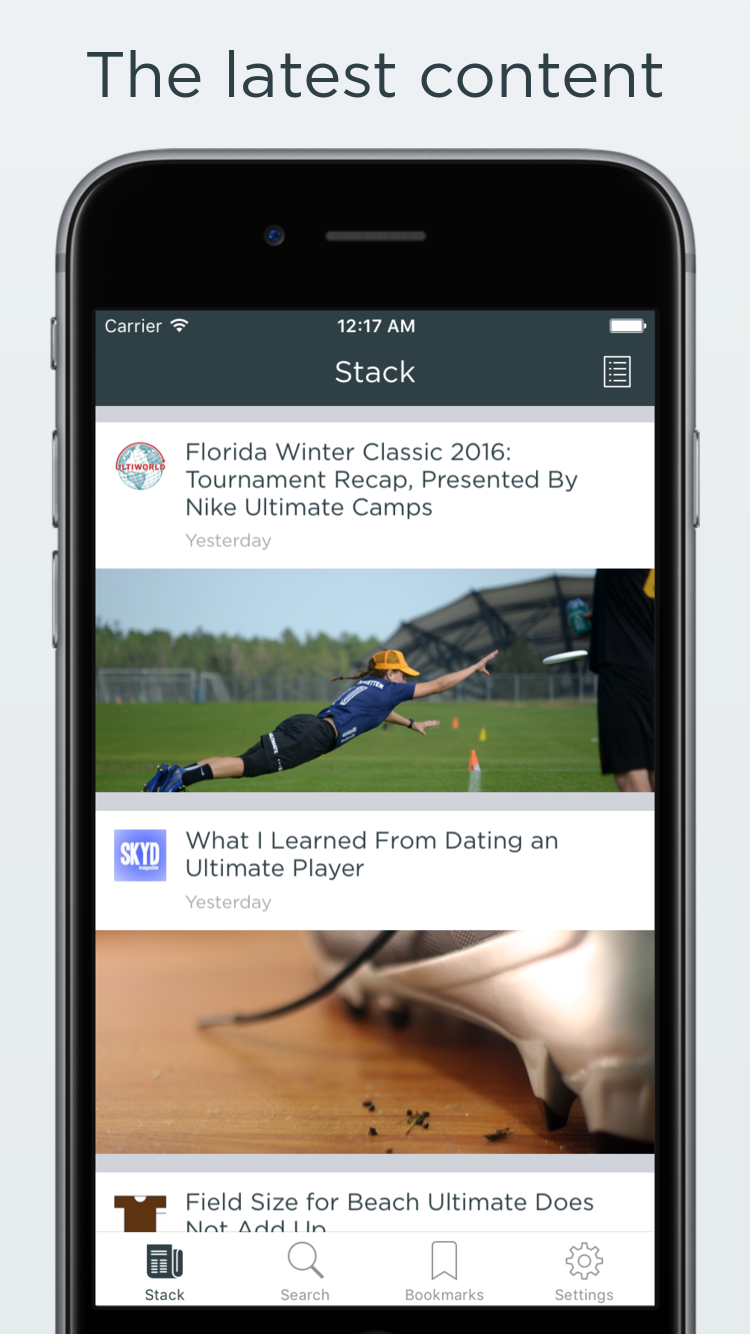 The latest content
Carrier
12:17 AM
Stack
ULTIWORLD
Florida Winter Classic 2016:
Tournament Recap, Presented By
Nike Ultimate Camps
Yesterday
SKYD
magazine
What I Learned From Dating an
Ultimate Player
Yesterday
Field Size for Beach Ultimate Does
Not Add Up
Stack
Search
Bookmarks
Settings